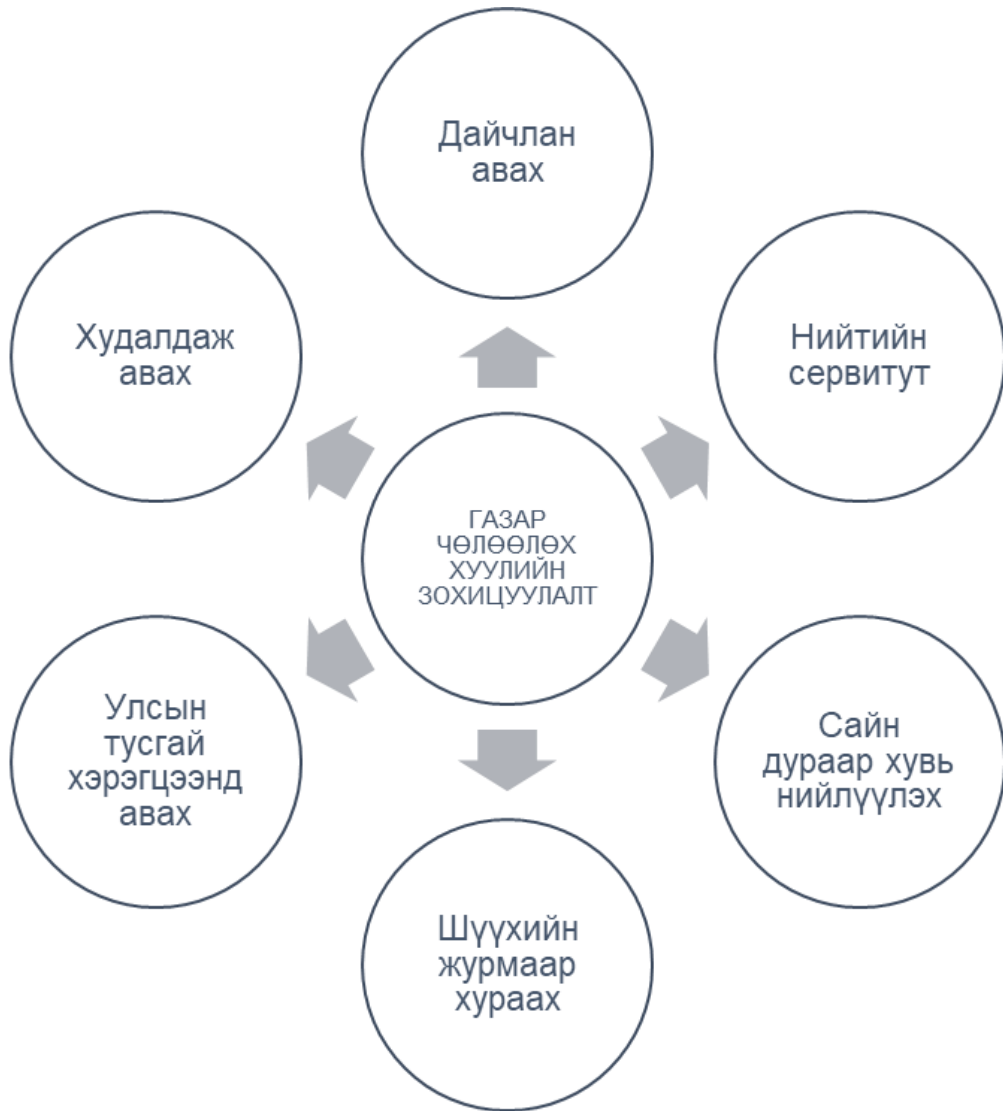 Дайчлан
авах
Худалдаж
авах
Нийтийн
сервитут
ГАЗАР
ЧӨЛӨӨЛӨХ
ХУУЛИЙН
ЗОХИЦУУЛАЛТ
Улсын
тусгай
хэрэгцээнд
авах
Сайн
дураар хувь
нийлүүлэх
Шүүхийн
журмаар
хураах